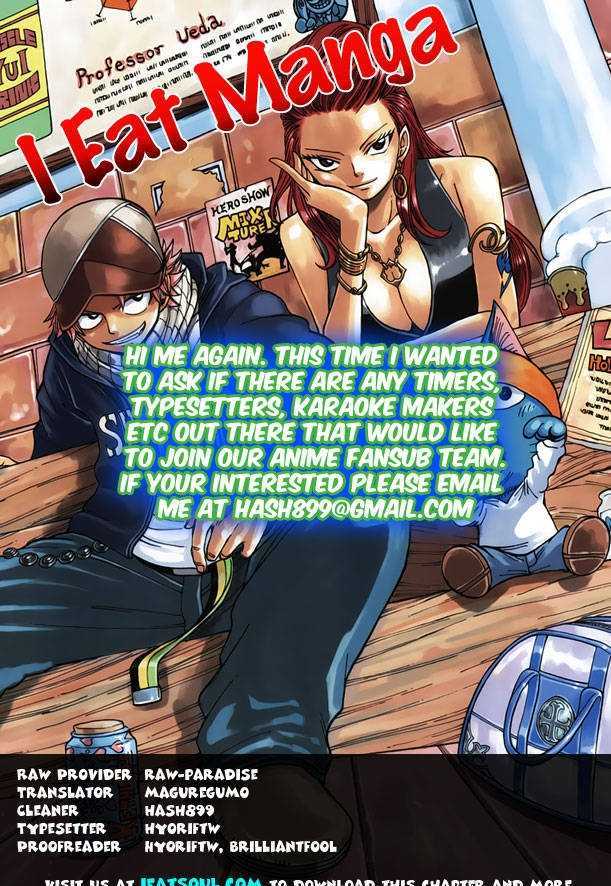 Professor Ueda
I Eat Manga
HERO SHOW
MIX
TURE
HI ME AGAIN. THIS TIME I WANTED
TO ASK IF THERE ARE ANY TIMERS,
TYPESETTERS, KARAOKE MAKERS
ETC OUT THERE THAT WOULD LIKE
TO JOIN OUR ANIME FANSUB TEAM.
IF YOUR INTERESTED PLEASE EMAIL
ME AT HASH899@GMAIL.COM
RAW PROVIDER RAW-PARADISE
TRANSLATOR MAGUREGUMO
CLEANER HASH899
TYPESETTER HYORIFTW
PROOFREADER HYORIFTW, BRILLIANTFOOL
VISIT US AT IEATSOUL.COM TO DOWNLOAD THIS CHAPTER AND MORE